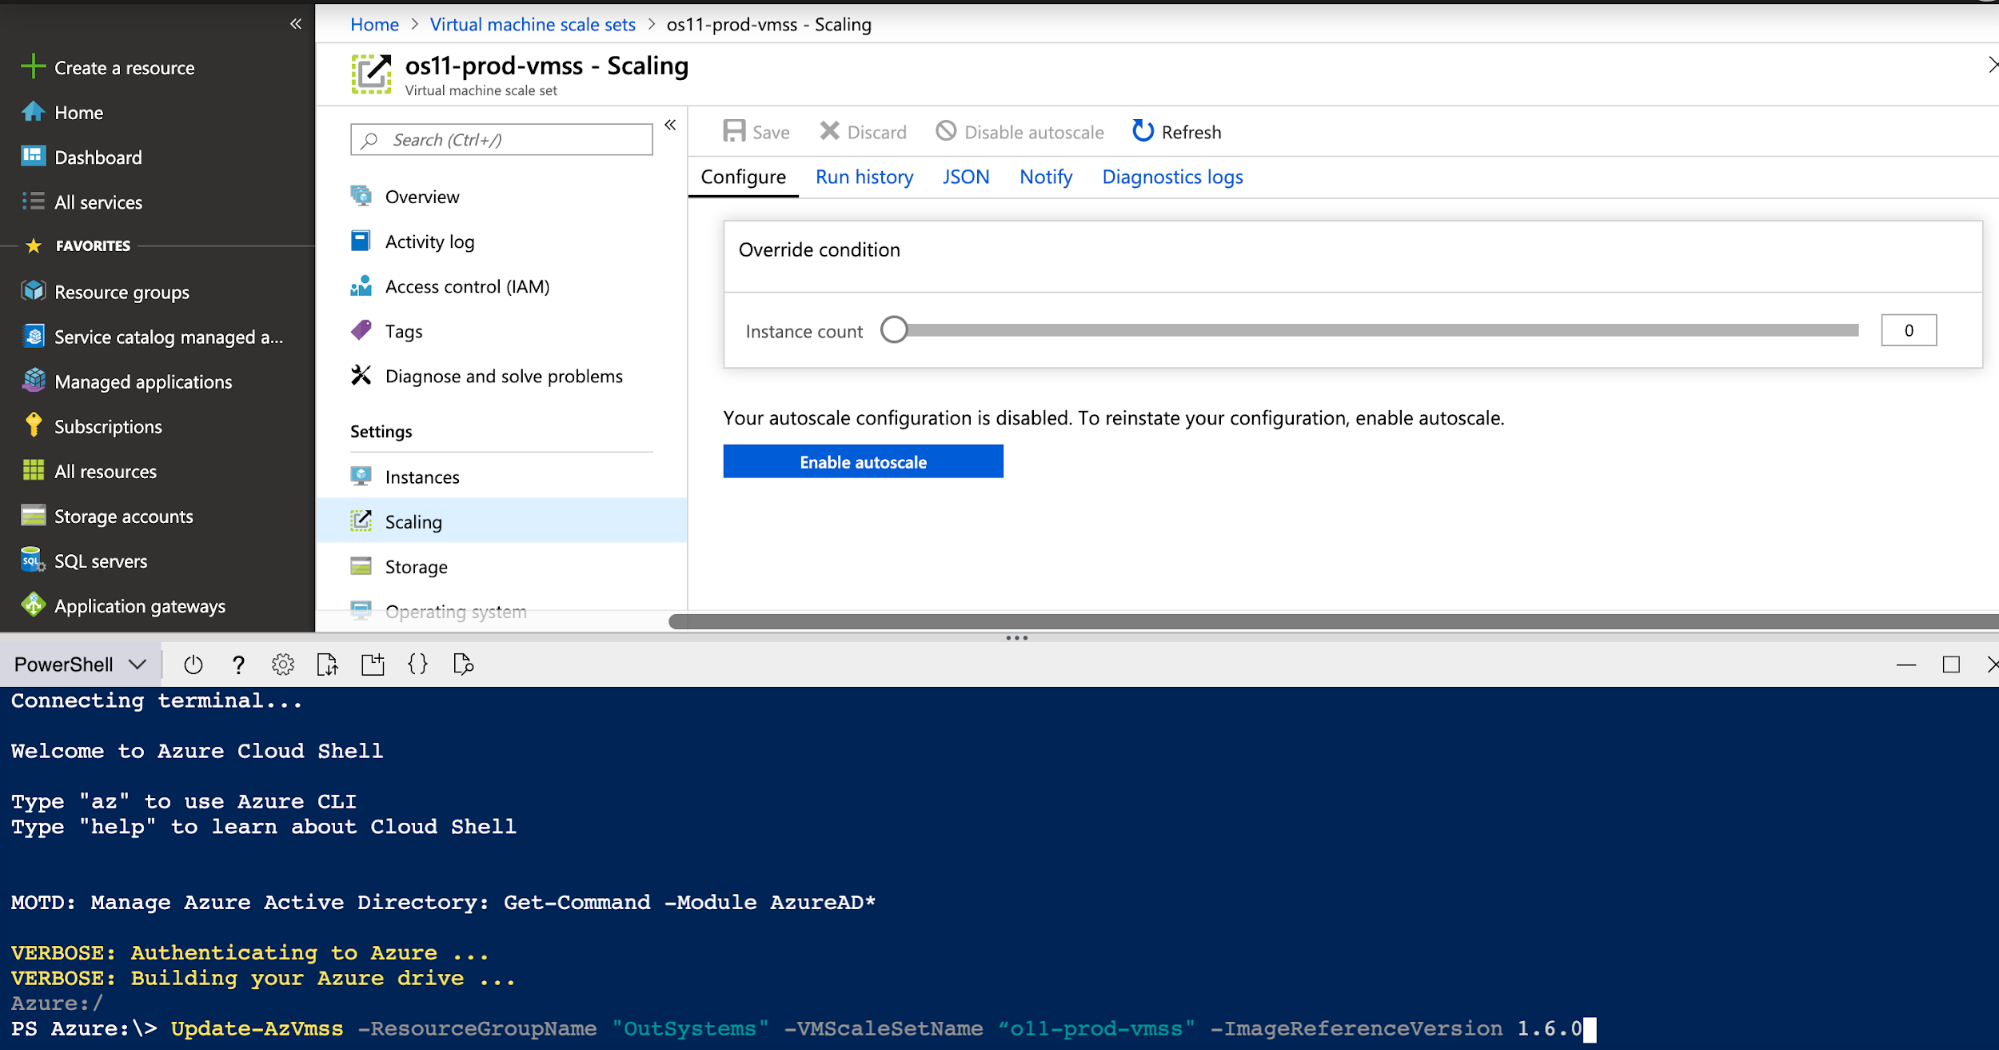 «
Create a resource
Home
Dashboard
All services
FAVORITES
Resource groups
Service catalog managed a...
Managed applications
Subscriptions
All resources
Storage accounts
SQL servers
Application gateways
Home > Virtual machine scale sets > os11-prod-vmss - Scaling
os11-prod-vmss - Scaling
Virtual machine scale set
Search (Ctrl+/)
«
Overview
Activity log
Access control (IAM)
Tags
Diagnose and solve problems
Settings
Instances
Scaling
Storage
Operating system
Save Discard Disable autoscale Refresh
Configure Run history JSON Notify Diagnostics logs
Override condition
Instance count 0
Your autoscale configuration is disabled. To reinstate your configuration, enable autoscale.
Enable autoscale
PowerShell ? {}
Connecting terminal...
Welcome to Azure Cloud Shell
Type "az" to use Azure CLI
Type "help" to learn about Cloud Shell
MOTD: Manage Azure Active Directory: Get-Command -Module AzureAD*
VERBOSE: Authenticating to Azure ...
VERBOSE: Building your Azure drive ...
Azure:/
PS Azure:\> Update-AzVmss -ResourceGroupName "OutSystems" -VMScaleSetName “o11-prod-vmss" -ImageReferenceVersion 1.6.0